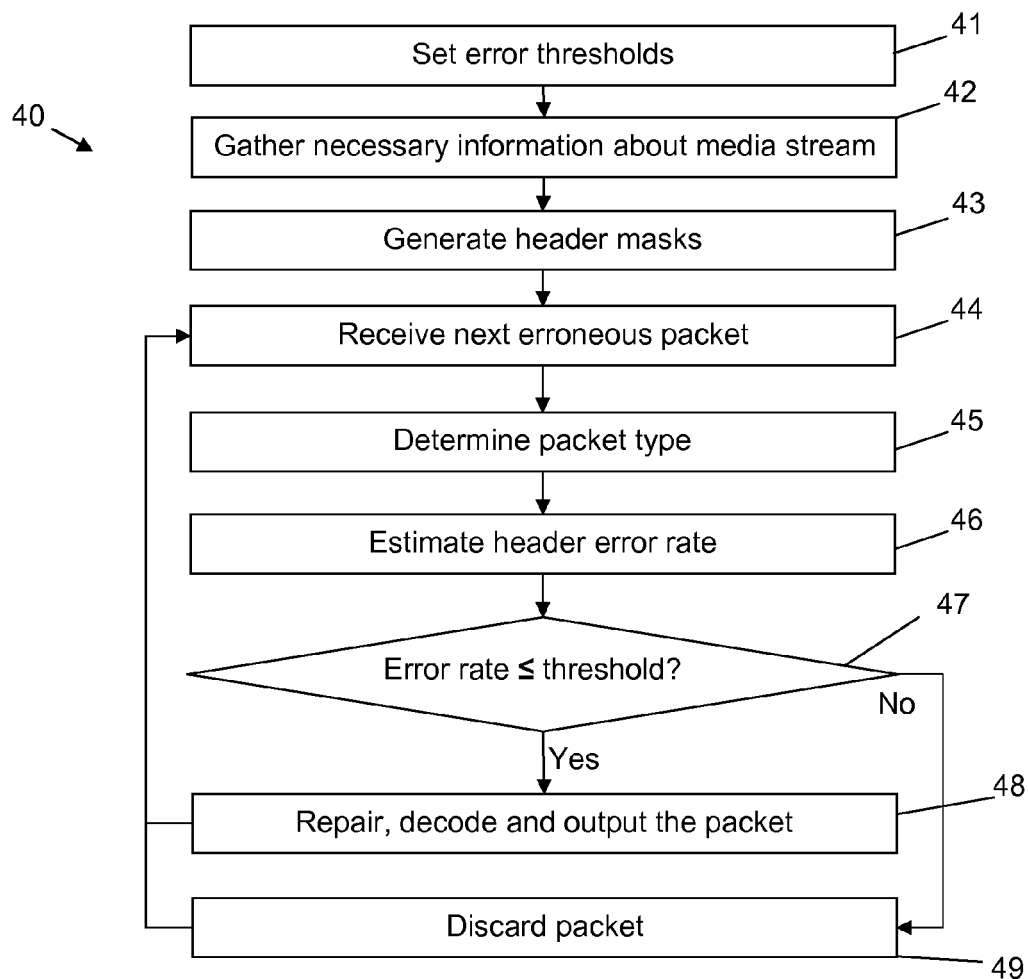 41
Set error thresholds
40
42
Gather necessary information about media stream
43
Generate header masks
44
Receive next erroneous packet
45
Determine packet type
46
Estimate header error rate
47
Error rate ≤ threshold?
No
Yes
48
Repair, decode and output the packet
Discard packet
49